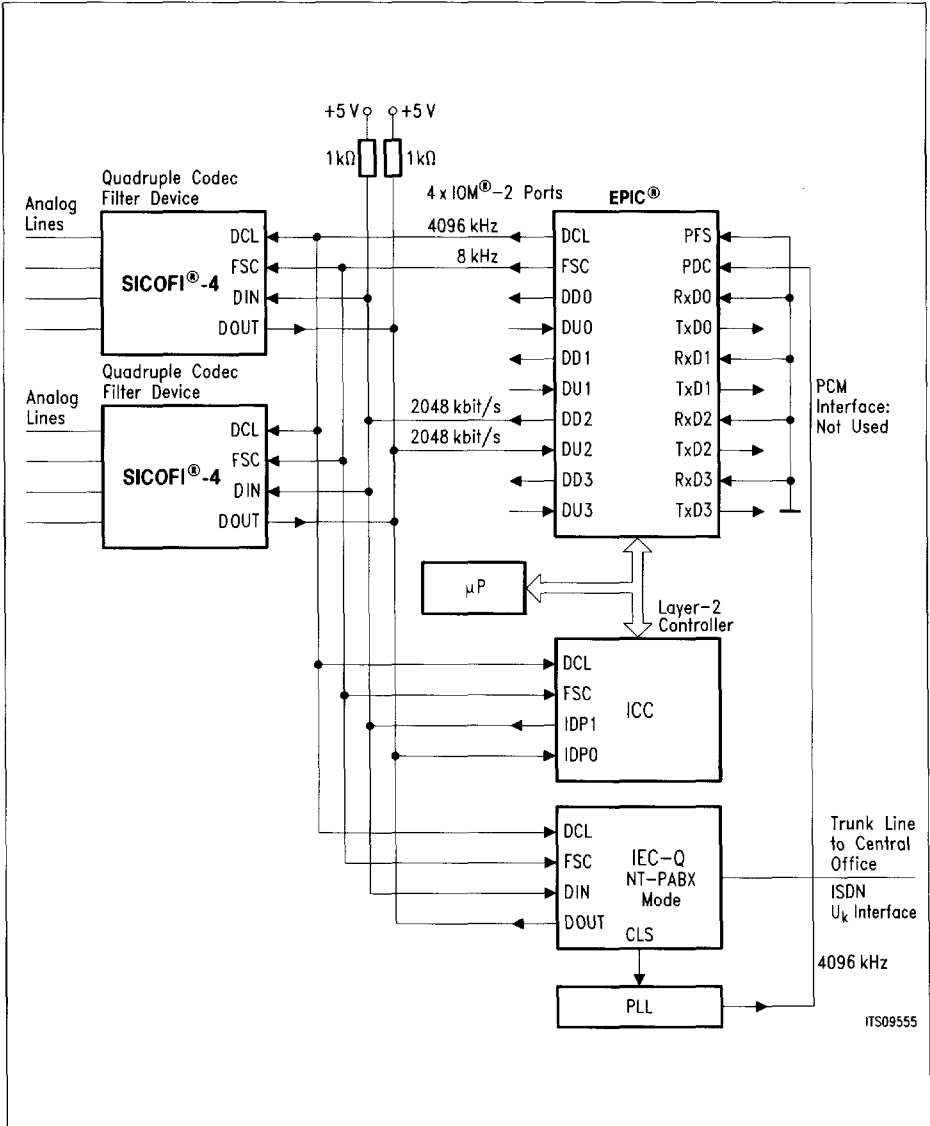 +5 V +5 V
1kΩ 1kΩ
Quadruple Codec
Filter Device
Analog
Lines
SICOFI®-4
DCL
FSC
DIN
DOUT
Quadruple Codec
Filter Device
Analog
Lines
SICOFI®-4
DCL
FSC
DIN
DOUT
4 x IOM®-2 Ports
4096 kHz
8 kHz
2048 kbit/s
2048 kbit/s
EPIC®
DCL PFS
FSC PDC
DD0 RxD0
DU0 TxD0
DD1 RxD1
DU1 TxD1
DD2 RxD2
DU2 TxD2
DD3 RxD3
DU3 TxD3
PCM
Interface:
Not Used
µP
Layer-2
Controller
DCL
FSC
IDP1
IDP0
ICC
DCL
FSC
DIN
DOUT
IEC-Q
NT-PABX
Mode
CLS
Trunk Line
to Central
Office
ISDN
Uk Interface
4096 kHz
PLL
ITS09555